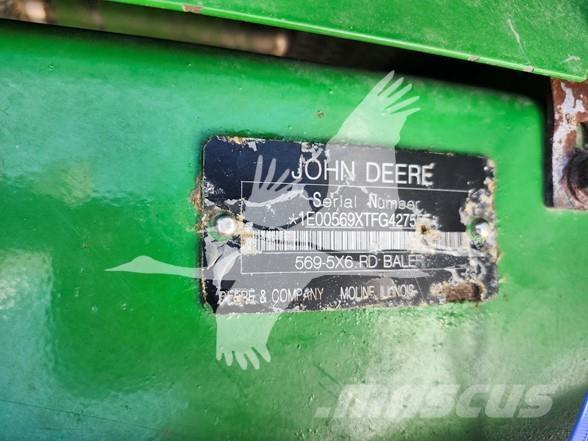 JOHN DEERE
Serial Number
569-5X6 RD BALER
DEERE & COMPANY MOLINE, ILLINOIS
MASCUS